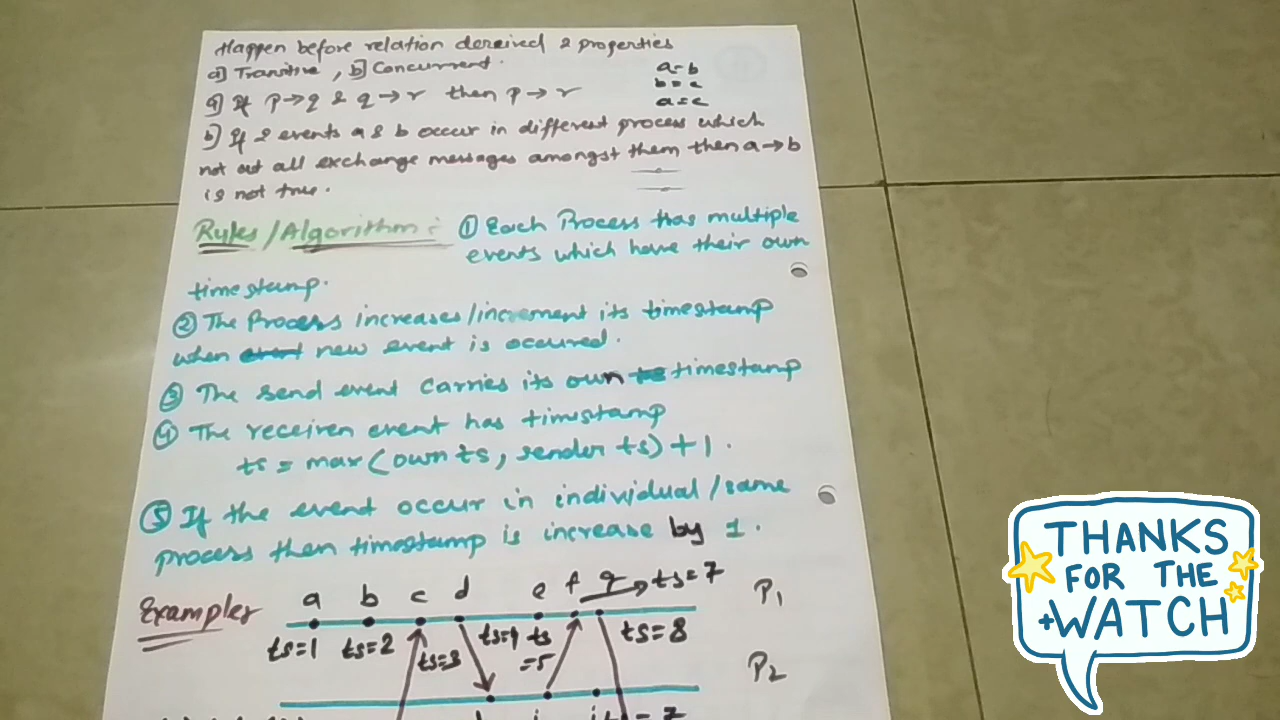 Happen before relation dereived 2 properties
a] Transitive, b] Concurrent.
a-b
b=c
a=c
a] If p→q & q→r then p→r
b] If 2 events a & b occur in different process which
not out all exchange messages amongst them then a→b
is not true.
Rules/Algorithm:
① Each Process has multiple
events which have their own
timestamp.
② The Process increases/increment its timestamp
when new event is occured.
③ The send event carries its own timestamp
④ The receiren event has timestamp
ts = max (own ts, sender ts) + 1.
⑤ If the event occur in individual/same
process then timestamp is increase by 1.
Examples
a b c d e f g → ts=7 P1
ts=1 ts=2 ts=3 ts=4 ts=5 ts=8
P2
= 7
THANKS
FOR THE
WATCH